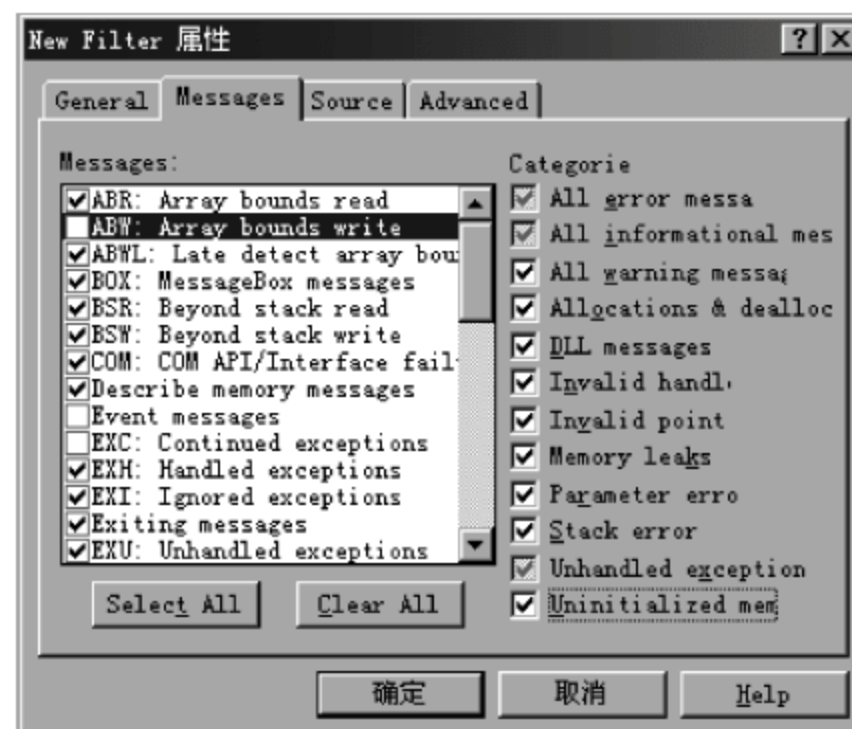 New Filter 属性
General Messages Source Advanced
Messages:
ABR: Array bounds read
ABW: Array bounds write
ABWL: Late detect array bou
BOX: MessageBox messages
BSR: Beyond stack read
BSW: Beyond stack write
COM: COM API/Interface fail
Describe memory messages
Event messages
EXC: Continued exceptions
EXH: Handled exceptions
EXI: Ignored exceptions
Exiting messages
EXU: Unhandled exceptions
Select All Clear All
Categorie
All error messa
All informational mes
All warning messag
Allocations & dealloc
DLL messages
Invalid handl
Invalid point
Memory leaks
Parameter erro
Stack error
Unhandled exception
Uninitialized mem
确定 取消 Help